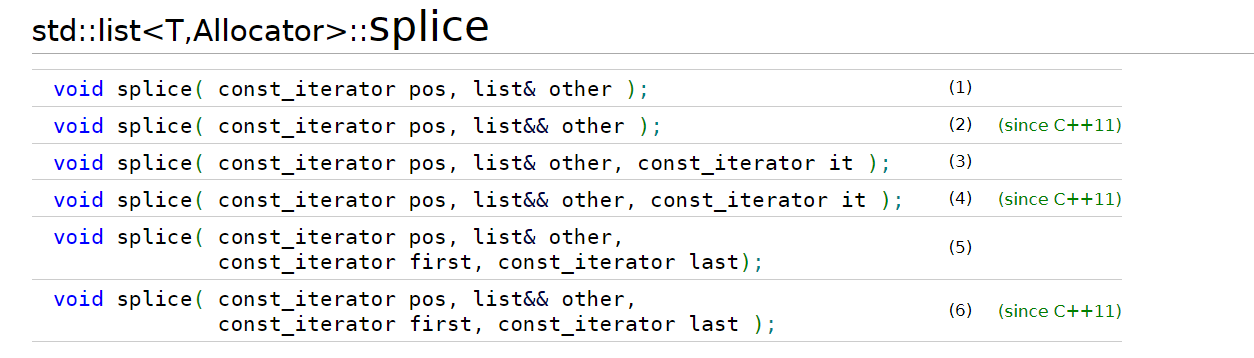 std::list<T,Allocator>::splice
void splice( const_iterator pos, list& other ); (1)
void splice( const_iterator pos, list&& other ); (2) (since C++11)
void splice( const_iterator pos, list& other, const_iterator it ); (3)
void splice( const_iterator pos, list&& other, const_iterator it ); (4) (since C++11)
void splice( const_iterator pos, list& other,
const_iterator first, const_iterator last); (5)
void splice( const_iterator pos, list&& other,
const_iterator first, const_iterator last ); (6) (since C++11)